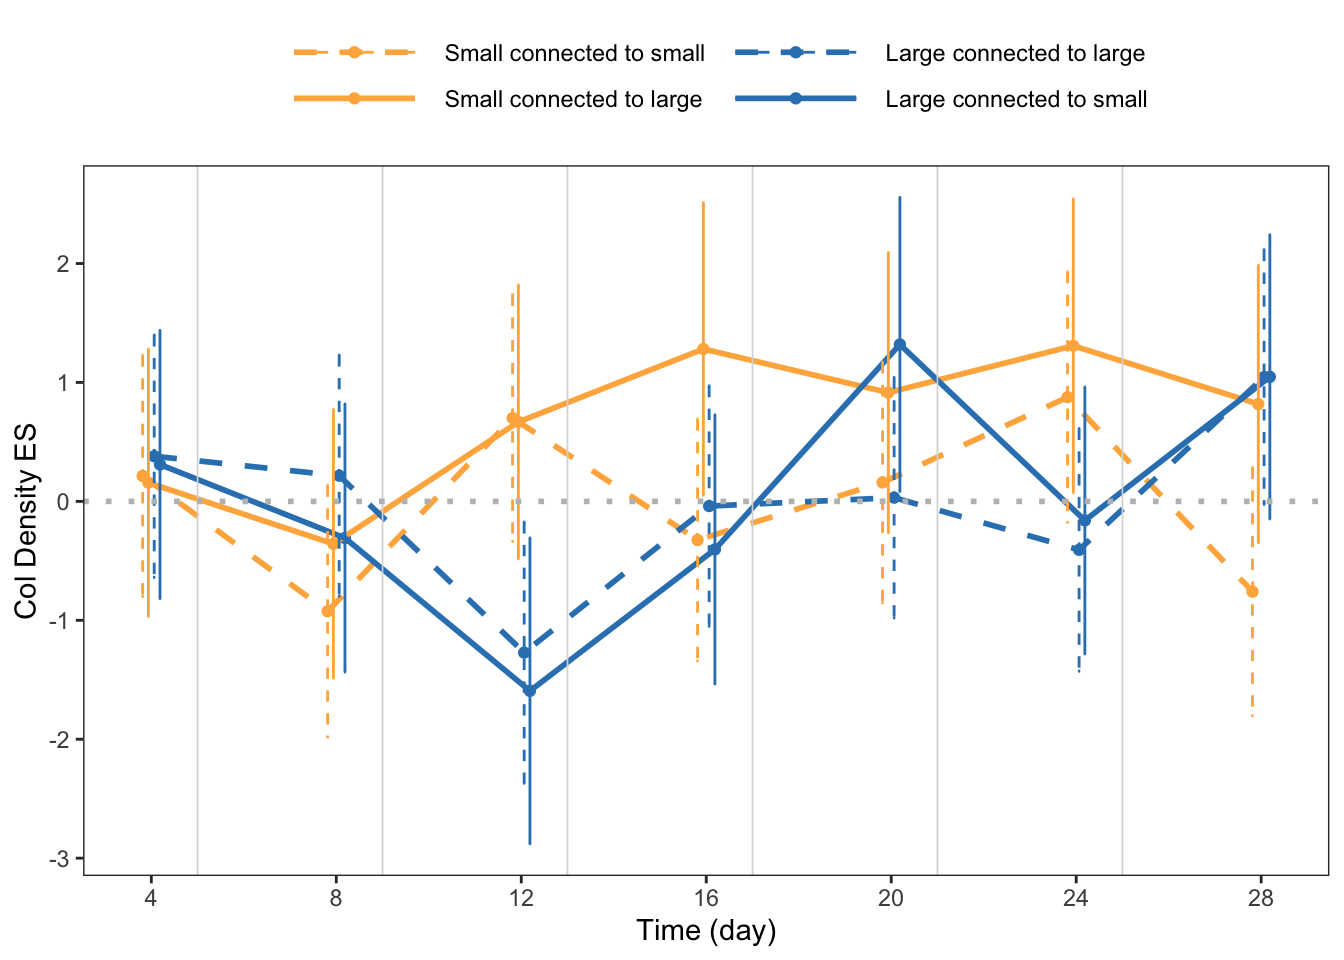 Small connected to small
Large connected to large
Small connected to large
Large connected to small
Col Density ES
2
1
0
-1
-2
-3
4
8
12
16
20
24
28
Time (day)